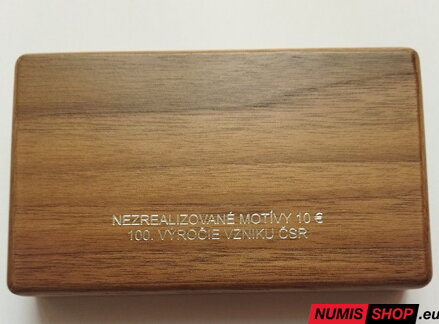 NEZREALIZOVANÉ MOTÍVY 10 €
100. VÝROČIE VZNIKU ČSR
NUMIS SHOP.eu